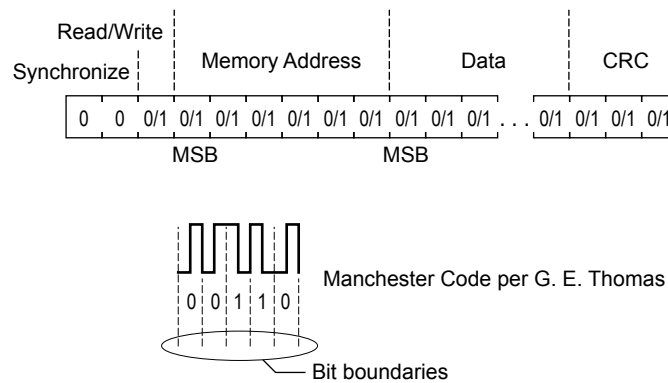 Read/Write
Synchronize
Memory Address
Data
CRC
0 0 0/1 0/1 0/1 0/1 0/1 0/1 0/1 0/1 0/1 0/1 . . . 0/1 0/1 0/1 0/1
MSB MSB
Manchester Code per G. E. Thomas
0 0 1 1 0
Bit boundaries